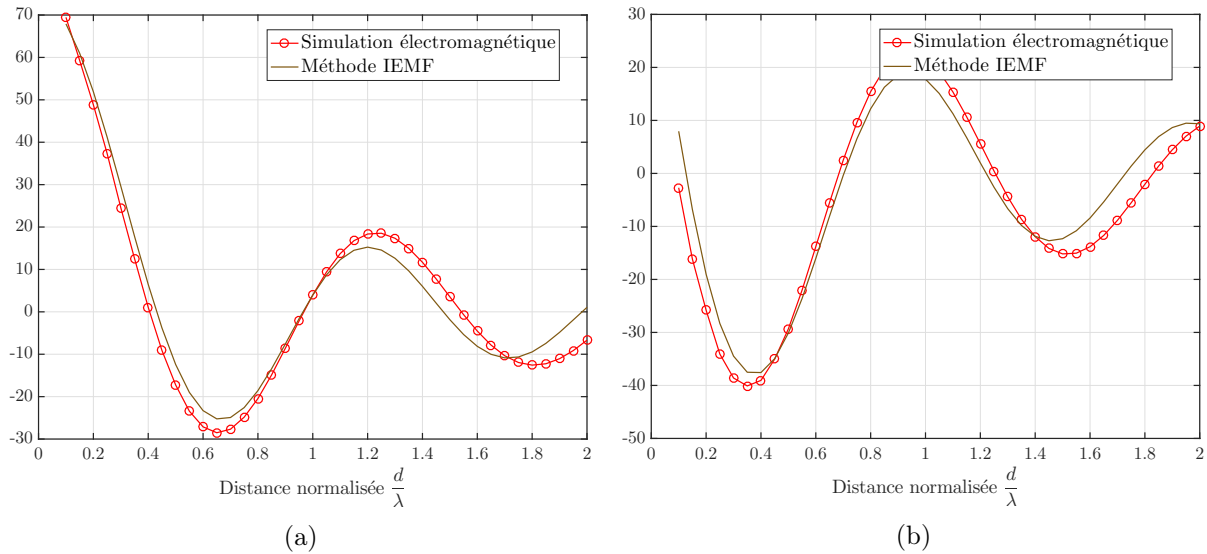 70
60
50
40
30
20
10
0
-10
-20
-30
0 0.2 0.4 0.6 0.8 1 1.2 1.4 1.6 1.8 2
Simulation électromagnétique
Méthode IEMF
Distance normalisée d/λ
(a)
30
20
10
0
-10
-20
-30
-40
-50
0 0.2 0.4 0.6 0.8 1 1.2 1.4 1.6 1.8 2
Simulation électromagnétique
Méthode IEMF
Distance normalisée d/λ
(b)